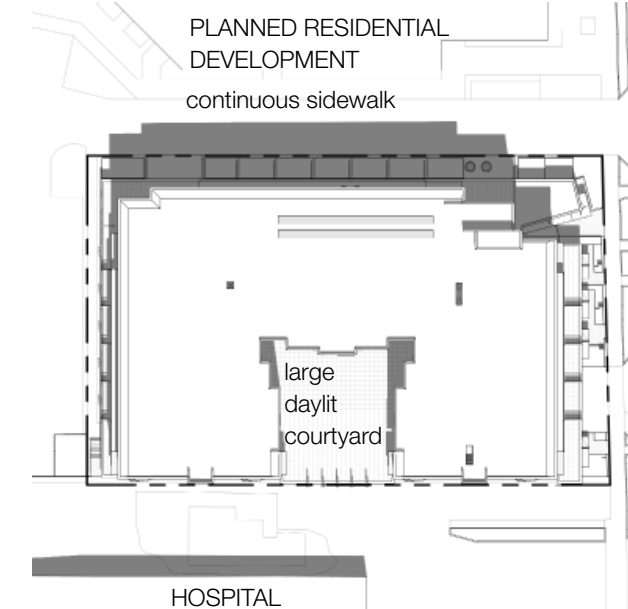 PLANNED RESIDENTIAL
DEVELOPMENT
continuous sidewalk
large
daylit
courtyard
HOSPITAL